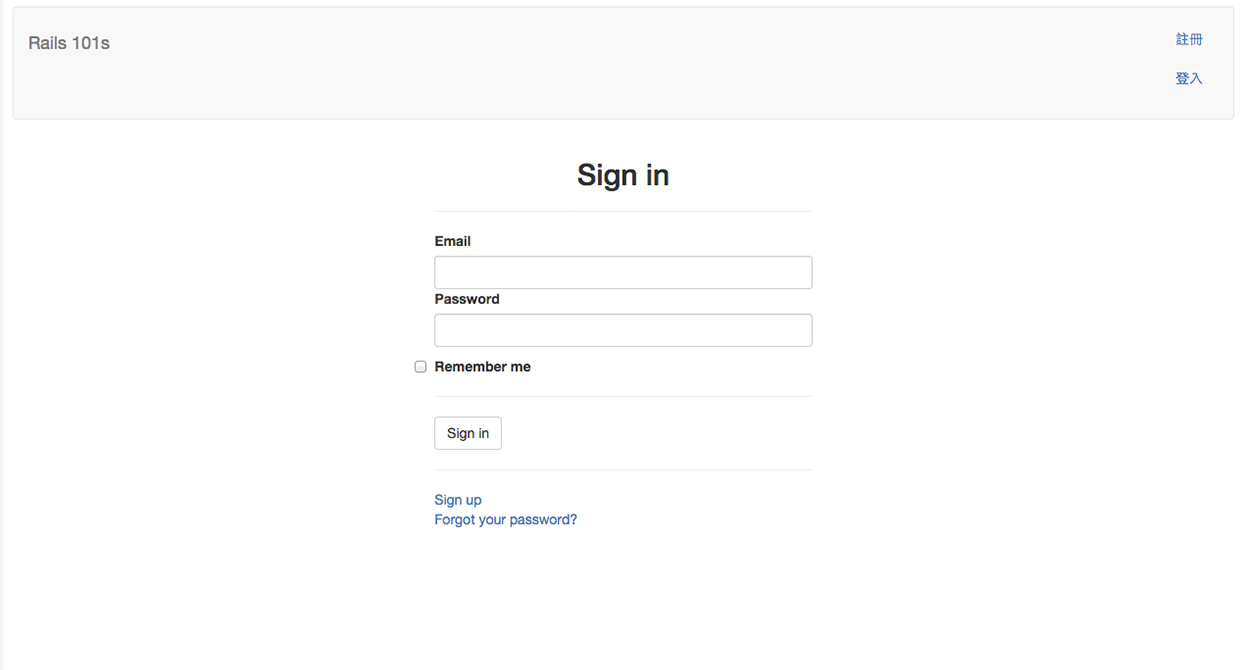 Rails 101s
註冊
登入
Sign in
Email
Password
Remember me
Sign in
Sign up
Forgot your password?